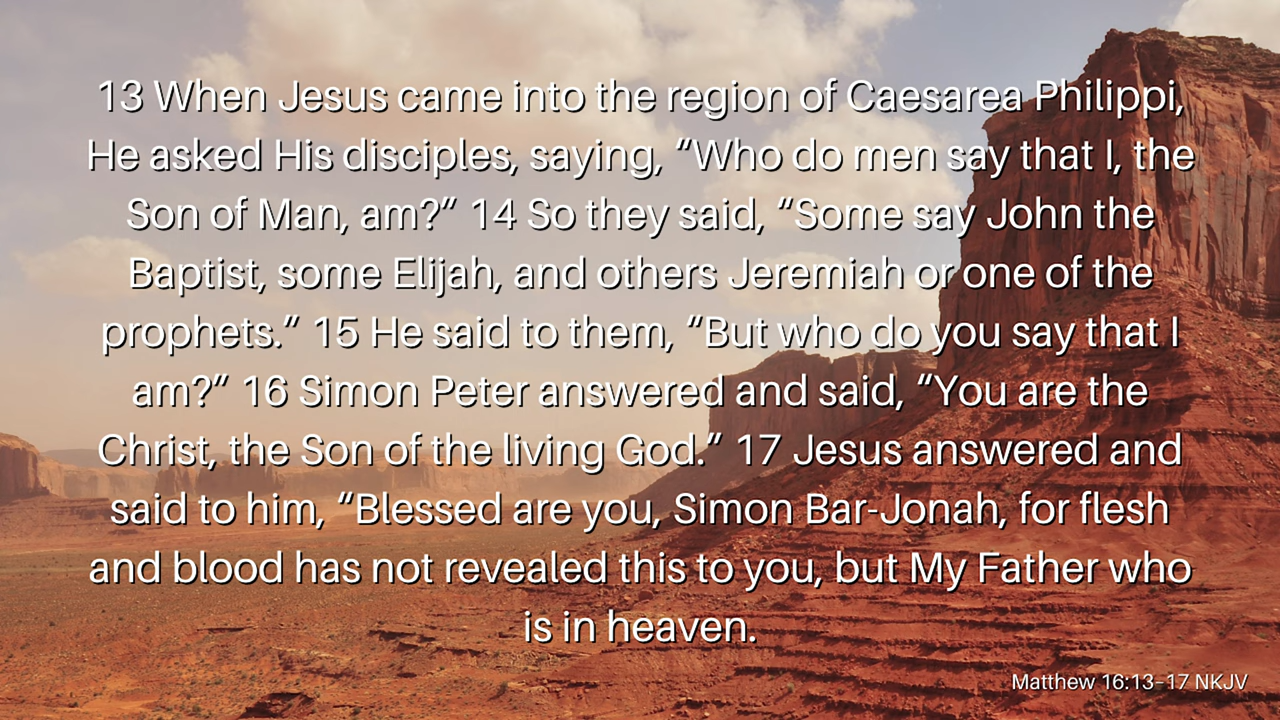 13 When Jesus came into the region of Caesarea Philippi,
He asked His disciples, saying, “Who do men say that I, the
Son of Man, am?” 14 So they said, “Some say John the
Baptist, some Elijah, and others Jeremiah or one of the
prophets.” 15 He said to them, “But who do you say that I
am?” 16 Simon Peter answered and said, “You are the
Christ, the Son of the living God.” 17 Jesus answered and
said to him, “Blessed are you, Simon Bar-Jonah, for flesh
and blood has not revealed this to you, but My Father who
is in heaven.
Matthew 16:13–17 NKJV